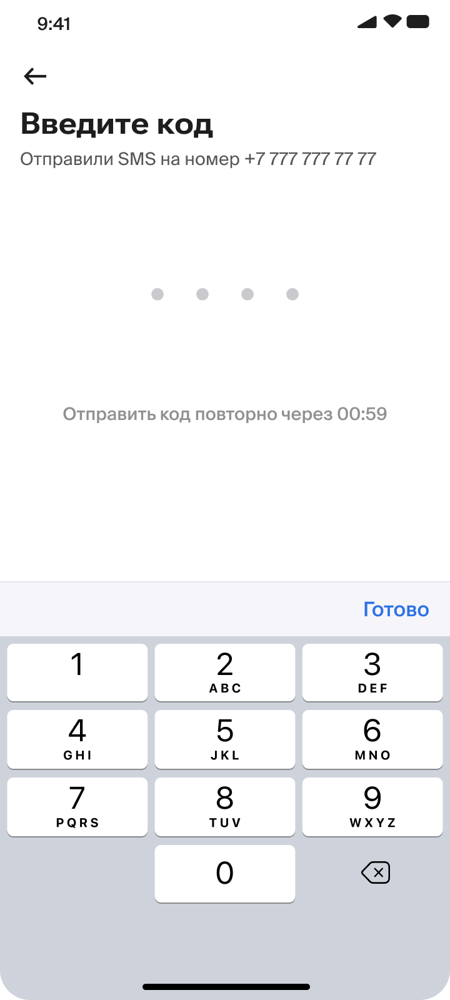 9:41
Введите код
Отправили SMS на номер +7 777 777 77 77
Отправить код повторно через 00:59
Готово
1 2 3
ABC DEF
4 5 6
GHI JKL MNO
7 8 9
PQRS TUV WXYZ
0